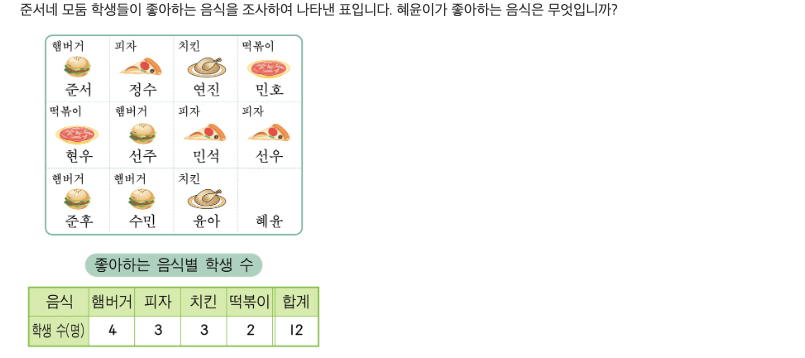 준서네 모둠 학생들이 좋아하는 음식을 조사하여 나타낸 표입니다. 혜윤이가 좋아하는 음식은 무엇입니까?
햄버거 피자 치킨 떡볶이
준서 정수 연진 민호
떡볶이 햄버거 피자 피자
현우 선주 민석 선우
햄버거 햄버거 치킨
준후 수민 윤아 혜윤
좋아하는 음식별 학생 수
음식 햄버거 피자 치킨 떡볶이 합계
학생 수(명) 4 3 3 2 12